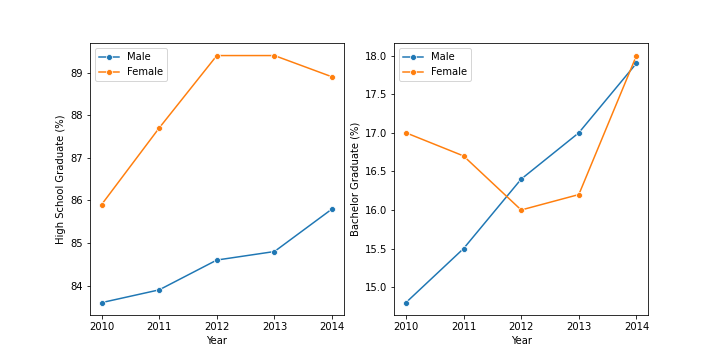 Male
Female
High School Graduate (%)
89
88
87
86
85
84
2010 2011 2012 2013 2014
Year
Male
Female
Bachelor Graduate (%)
18.0
17.5
17.0
16.5
16.0
15.5
15.0
2010 2011 2012 2013 2014
Year